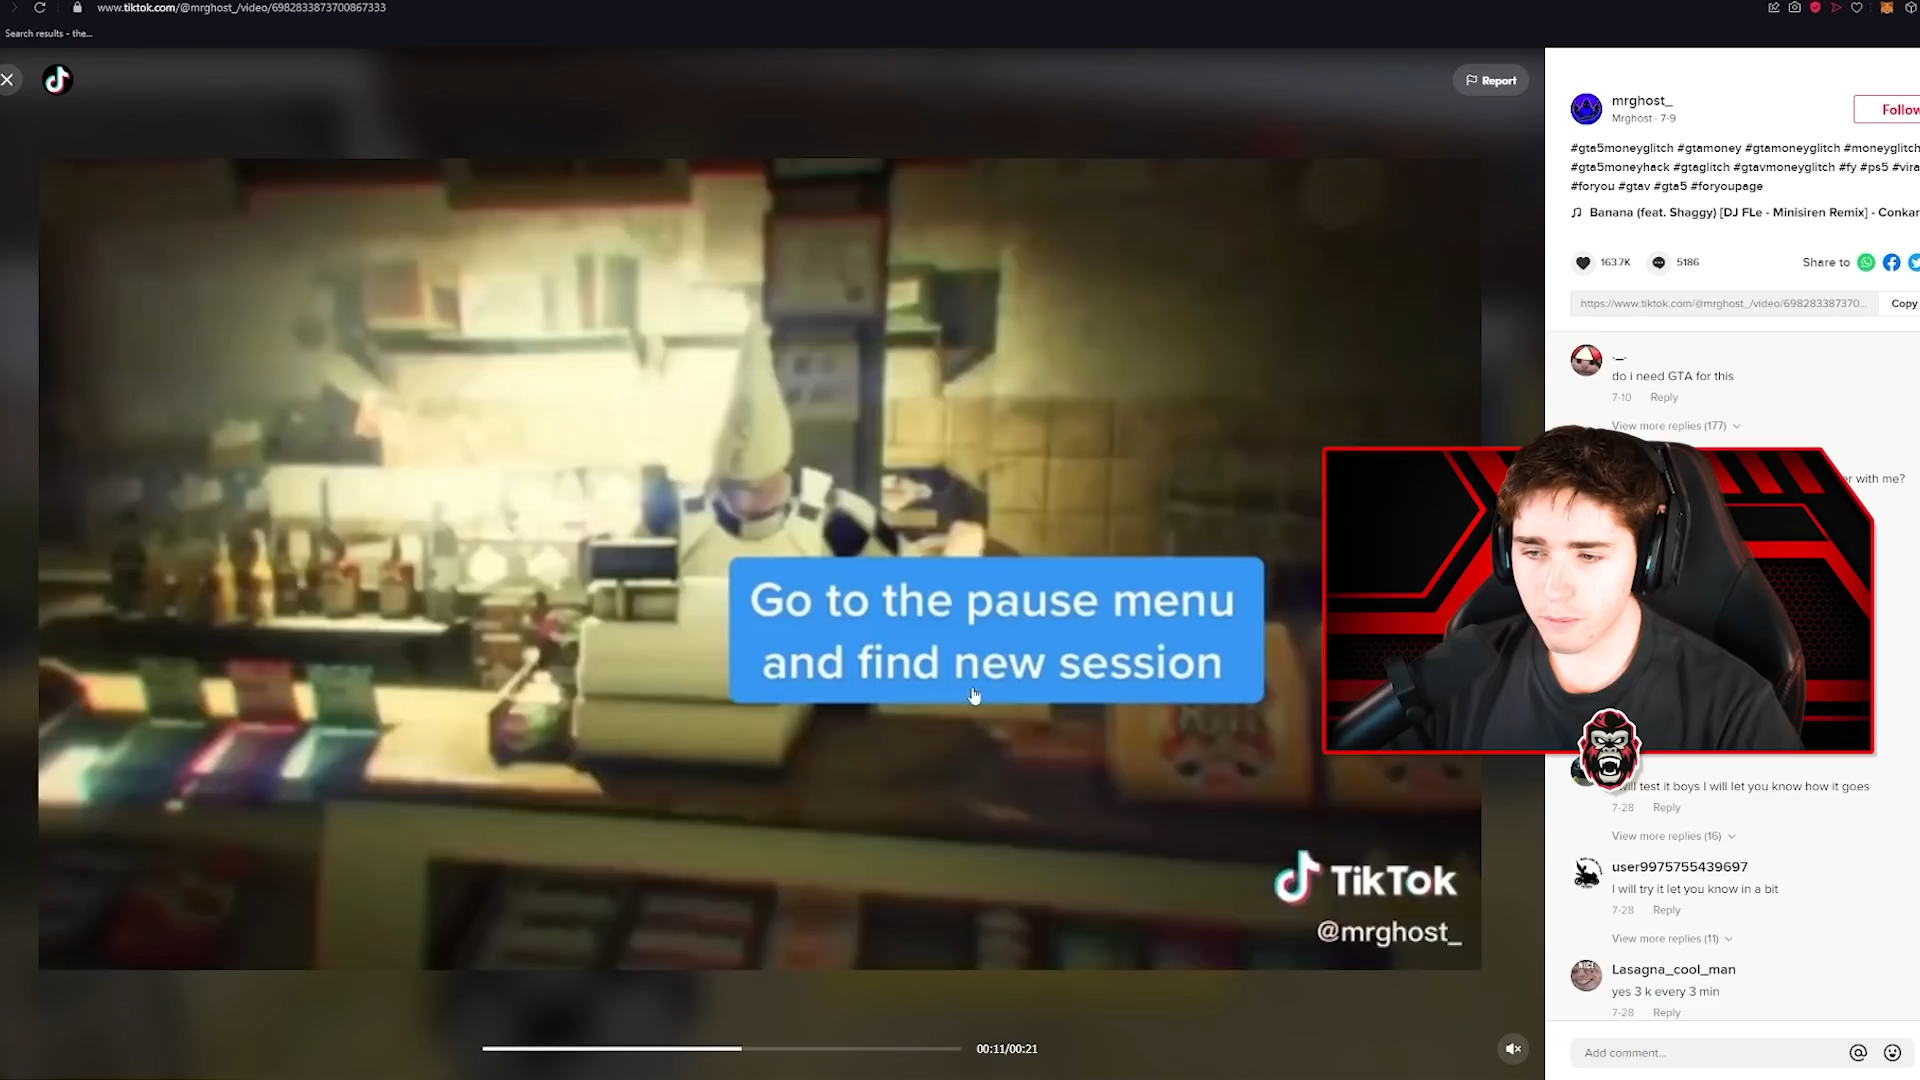 www.tiktok.com/@mrghost_/video/6982833873700867333
Search results - the...
Report
mrghost_
Mrghost · 7-9
Follow
#gta5moneyglitch #gtamoney #gtamoneyglitch #moneyglitch
#gta5moneyhack #gtaglitch #gtavmoneyglitch #fy #ps5 #vira
#foryou #gtav #gta5 #foryoupage
Banana (feat. Shaggy) [DJ FLe - Minisiren Remix] - Conkar
163.7K
5186
Share to
https://www.tiktok.com/@mrghost_/video/698283387370...
Copy
._.
do i need GTA for this
7-10 Reply
View more replies (177)
with me?
Go to the pause menu
and find new session
will test it boys I will let you know how it goes
7-28 Reply
View more replies (16)
user9975755439697
I will try it let you know in a bit
7-28 Reply
View more replies (11)
Lasagna_cool_man
yes 3 k every 3 min
7-28 Reply
TikTok
@mrghost_
00:11/00:21
Add comment...